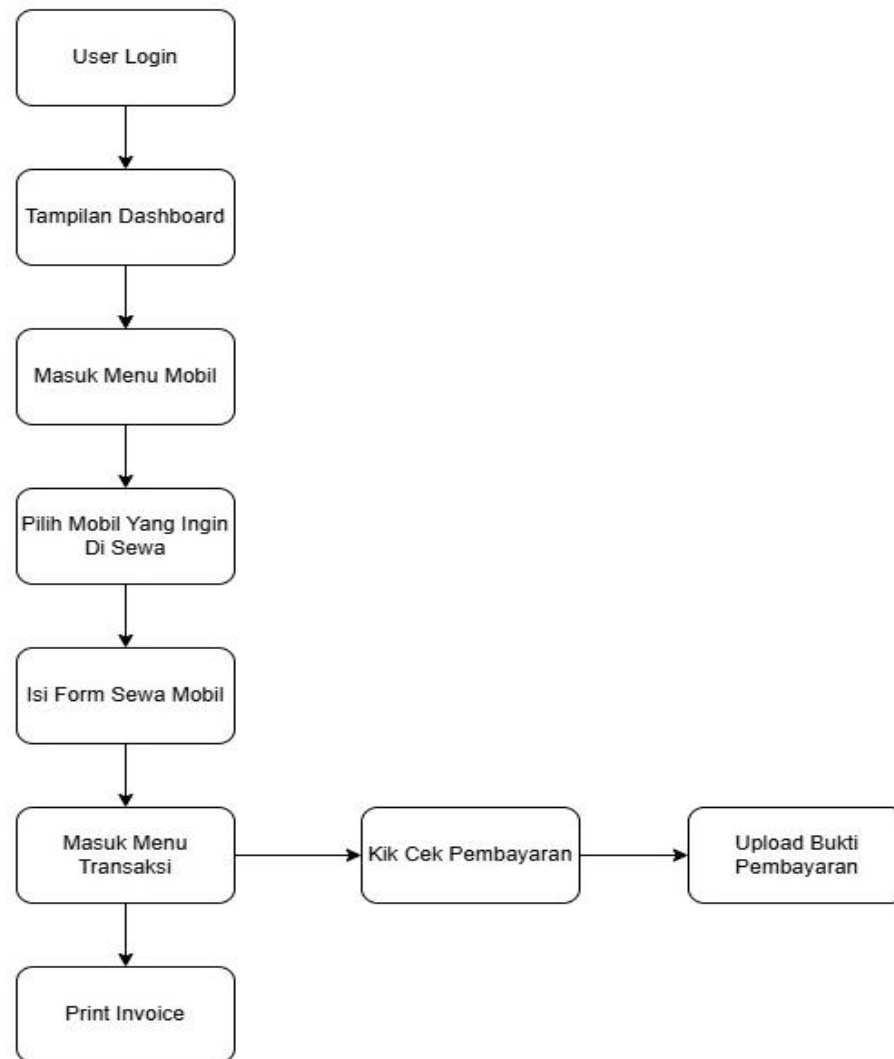 User Login
Tampilan Dashboard
Masuk Menu Mobil
Pilih Mobil Yang Ingin
Di Sewa
Isi Form Sewa Mobil
Masuk Menu
Transaksi
Kik Cek Pembayaran
Upload Bukti
Pembayaran
Print Invoice